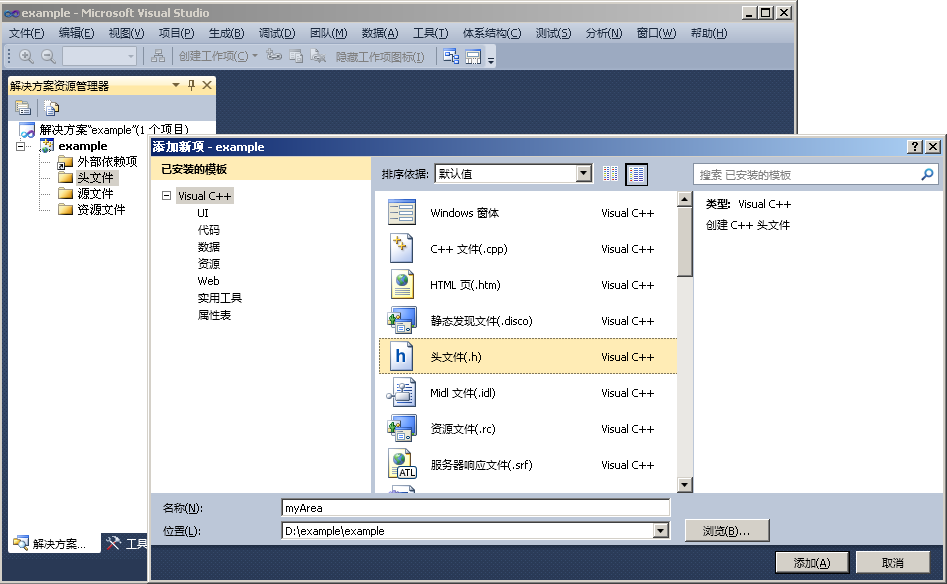 example - Microsoft Visual Studio
文件(F) 编辑(E) 视图(V) 项目(P) 生成(B) 调试(D) 团队(M) 数据(A) 工具(T) 体系结构(C) 测试(S) 分析(N) 窗口(W) 帮助(H)
创建工作项(C) 隐藏工作项图标(I)
解决方案资源管理器
解决方案"example"(1 个项目)
example
外部依赖项
头文件
源文件
资源文件
解决方案...
工具
添加新项 - example
已安装的模板
Visual C++
UI
代码
数据
资源
Web
实用工具
属性表
排序依据: 默认值
搜索 已安装的模板
Windows 窗体 Visual C++
C++ 文件(.cpp) Visual C++
HTML 页(.htm) Visual C++
静态发现文件(.disco) Visual C++
h 头文件(.h) Visual C++
Midl 文件(.idl) Visual C++
资源文件(.rc) Visual C++
ATL 服务器响应文件(.srf) Visual C++
类型: Visual C++
创建 C++ 头文件
名称(N): myArea
位置(L): D:\example\example
浏览(B)...
添加(A) 取消